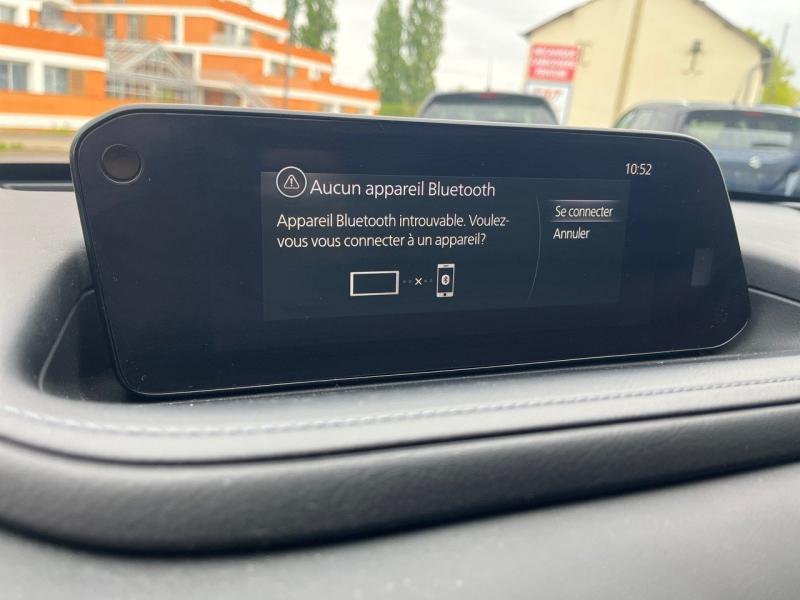 10:52
Aucun appareil Bluetooth
Appareil Bluetooth introuvable. Voulez-
vous vous connecter à un appareil?
Se connecter
Annuler